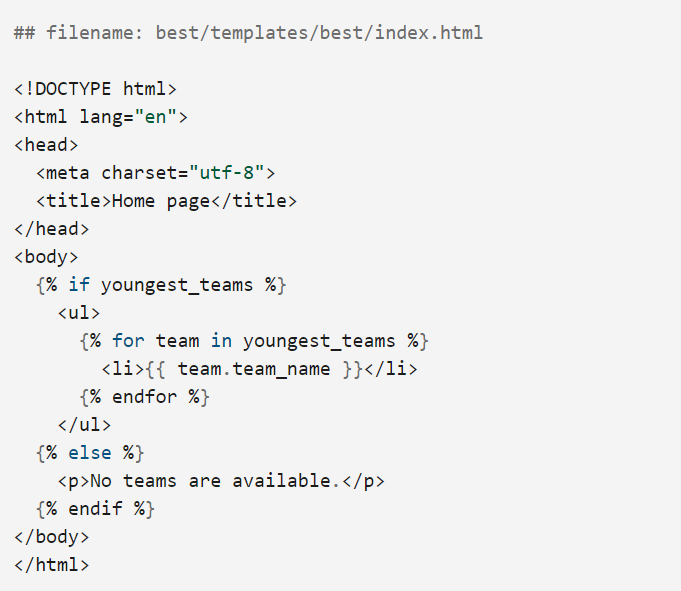 ## filename: best/templates/best/index.html
<!DOCTYPE html>
<html lang="en">
<head>
  <meta charset="utf-8">
  <title>Home page</title>
</head>
<body>
  {% if youngest_teams %}
    <ul>
      {% for team in youngest_teams %}
        <li>{{ team.team_name }}</li>
      {% endfor %}
    </ul>
  {% else %}
    <p>No teams are available.</p>
  {% endif %}
</body>
</html>